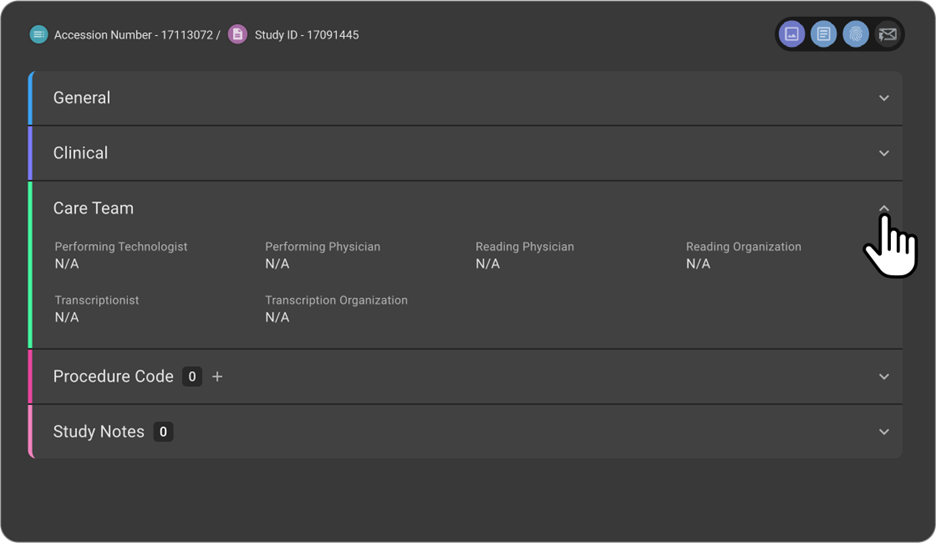 Accession Number - 17113072 / Study ID - 17091445
General
Clinical
Care Team
Performing Technologist Performing Physician Reading Physician Reading Organization
N/A N/A N/A N/A
Transcriptionist Transcription Organization
N/A N/A
Procedure Code 0 +
Study Notes 0